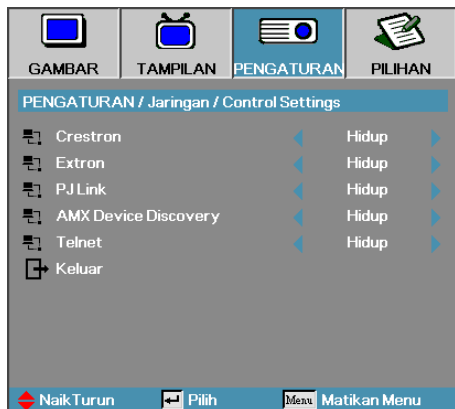 GAMBAR TAMPILAN PENGATURAN PILIHAN
PENGATURAN / Jaringan / Control Settings
Crestron Hidup
Extron Hidup
PJ Link Hidup
AMX Device Discovery Hidup
Telnet Hidup
Keluar
NaikTurun Pilih Menu Matikan Menu